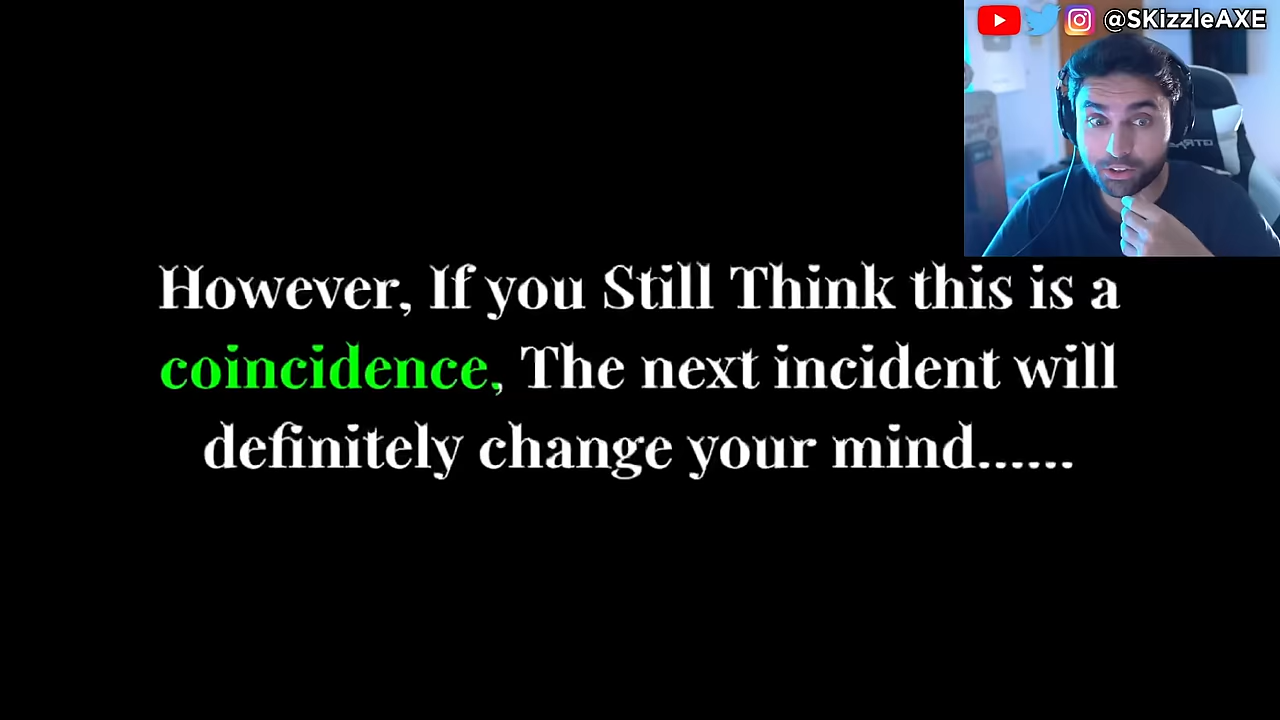 @SKizzleAXE
However, If you Still Think this is a
coincidence, The next incident will
definitely change your mind......